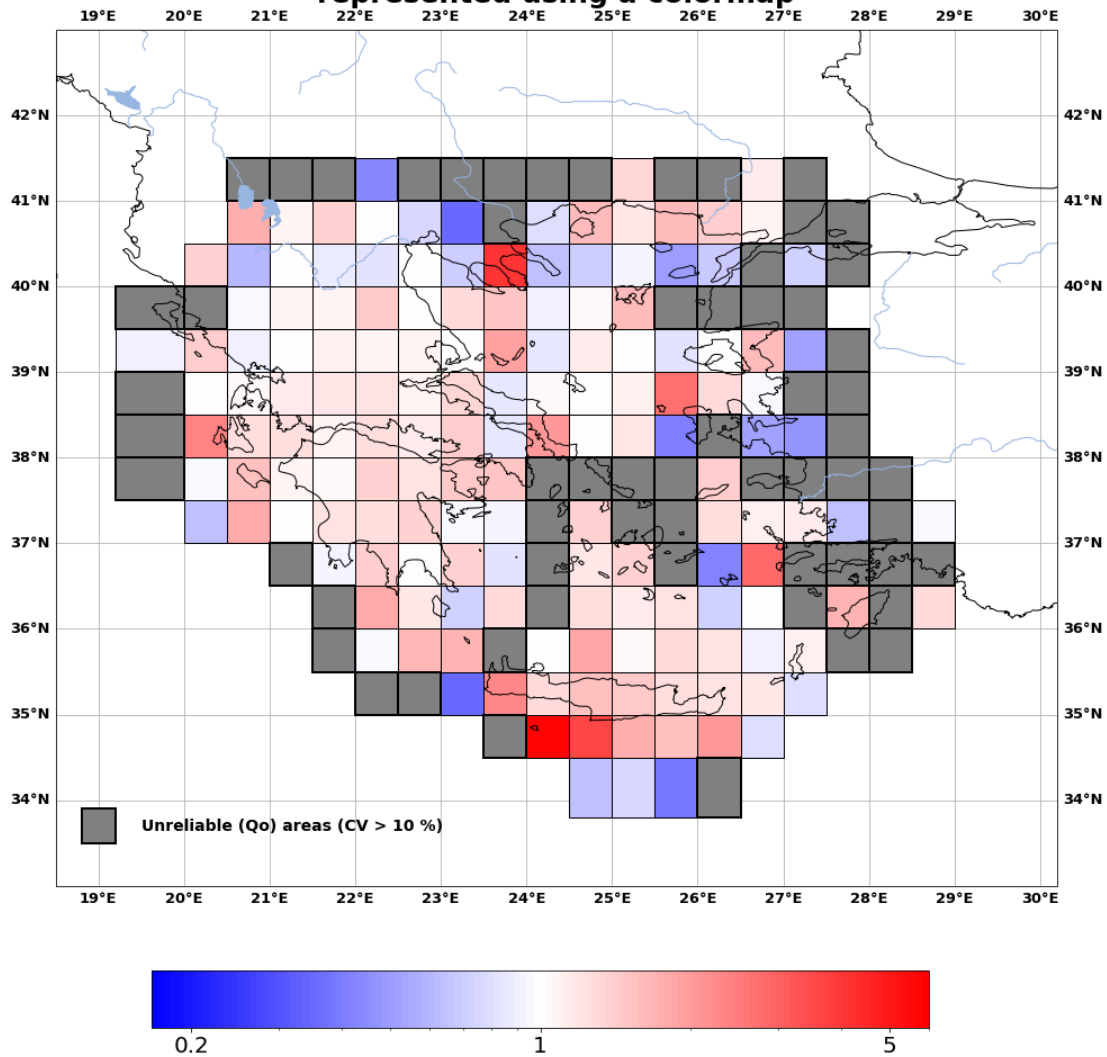 represented using a colormap
19°E 20°E 21°E 22°E 23°E 24°E 25°E 26°E 27°E 28°E 29°E 30°E
42°N 42°N
41°N 41°N
40°N 40°N
39°N 39°N
38°N 38°N
37°N 37°N
36°N 36°N
35°N 35°N
34°N 34°N
Unreliable (Qo) areas (CV > 10 %)
19°E 20°E 21°E 22°E 23°E 24°E 25°E 26°E 27°E 28°E 29°E 30°E
0.2 1 5